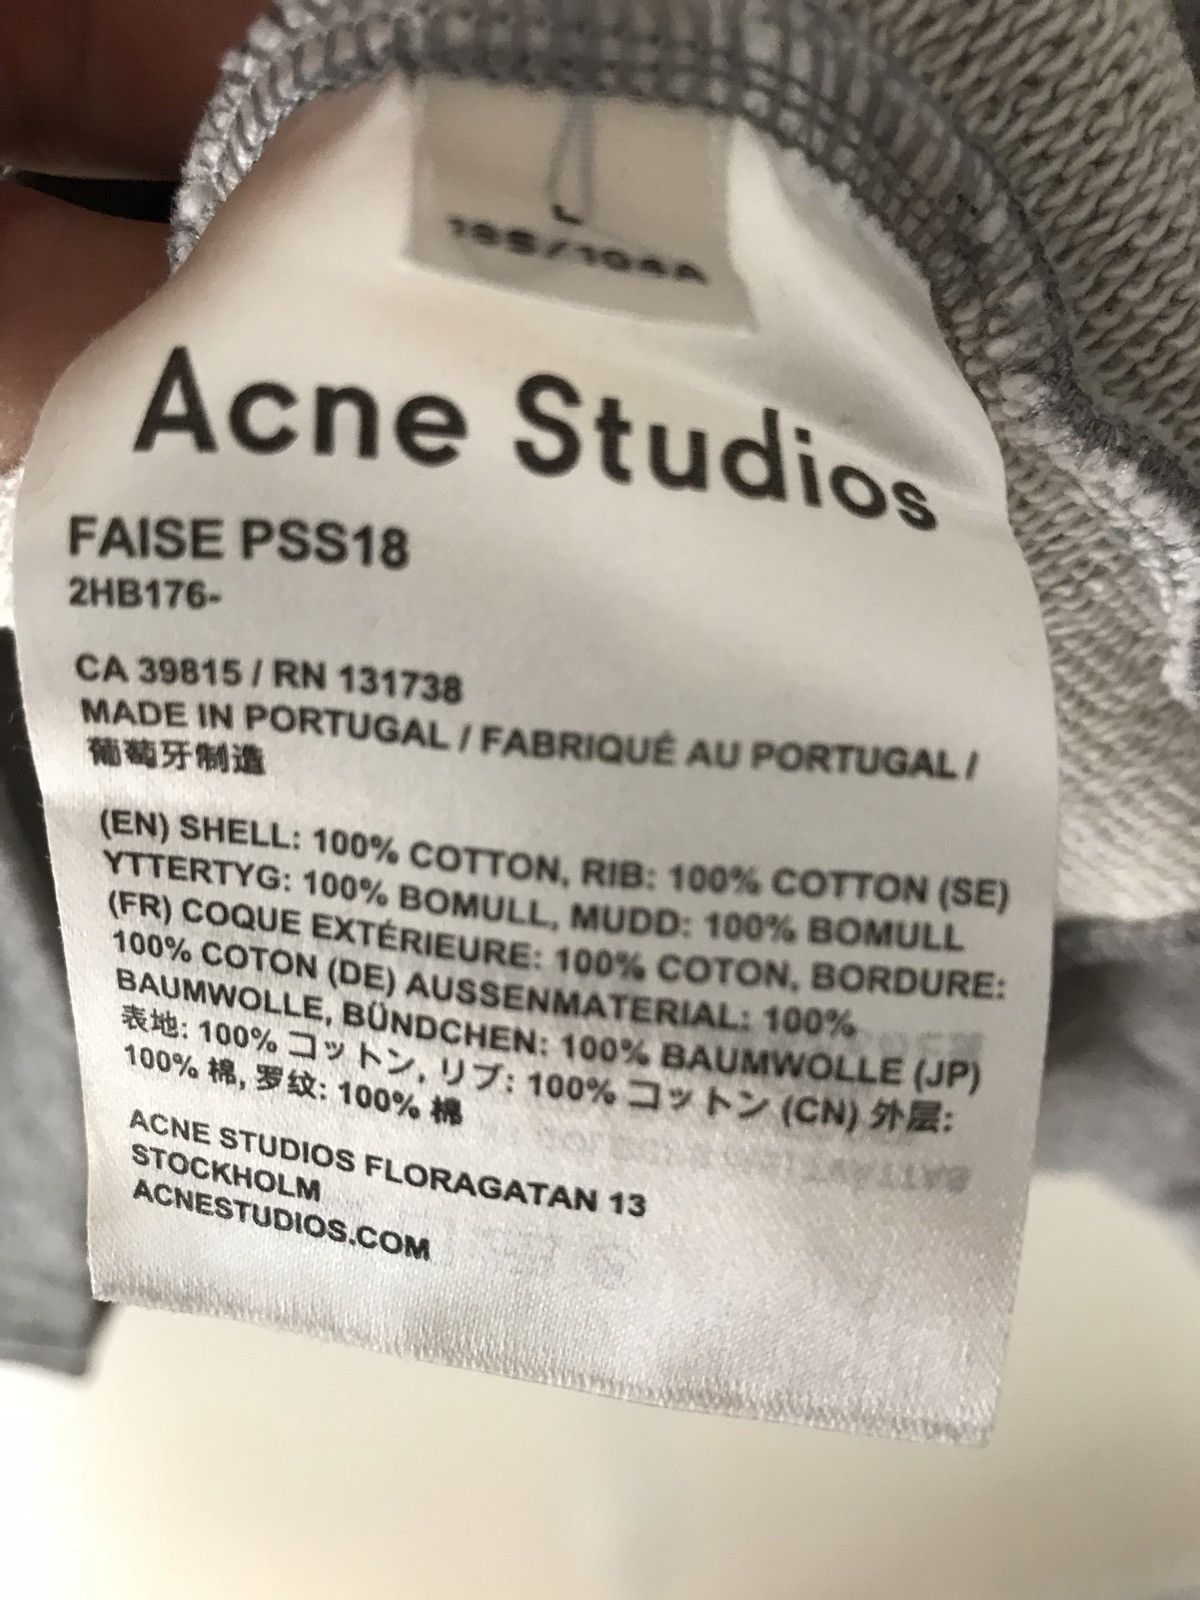 L
Acne Studios
FAISE PSS18
2HB176-
CA 39815 / RN 131738
MADE IN PORTUGAL / FABRIQUÉ AU PORTUGAL /
葡萄牙制造
(EN) SHELL: 100% COTTON, RIB: 100% COTTON (SE)
YTTERTYG: 100% BOMULL, MUDD: 100% BOMULL
(FR) COQUE EXTÉRIEURE: 100% COTON, BORDURE:
100% COTON (DE) AUSSENMATERIAL: 100%
BAUMWOLLE, BÜNDCHEN: 100% BAUMWOLLE (JP)
表地: 100% コットン, リブ: 100% コットン (CN) 外层:
100% 棉, 罗纹: 100% 棉
ACNE STUDIOS FLORAGATAN 13
STOCKHOLM
ACNESTUDIOS.COM